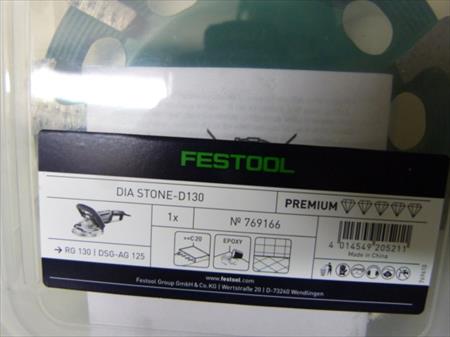 FESTOOL
DIA STONE-D130
PREMIUM
1x
Nº 769166
4 014549 205211
Made in China
→ RG 130 | DSG-AG 125
>=C 20
EPOXY
www.festool.com
Festool Group GmbH & Co. KG | Wertstraße 20 | D-73240 Wendlingen